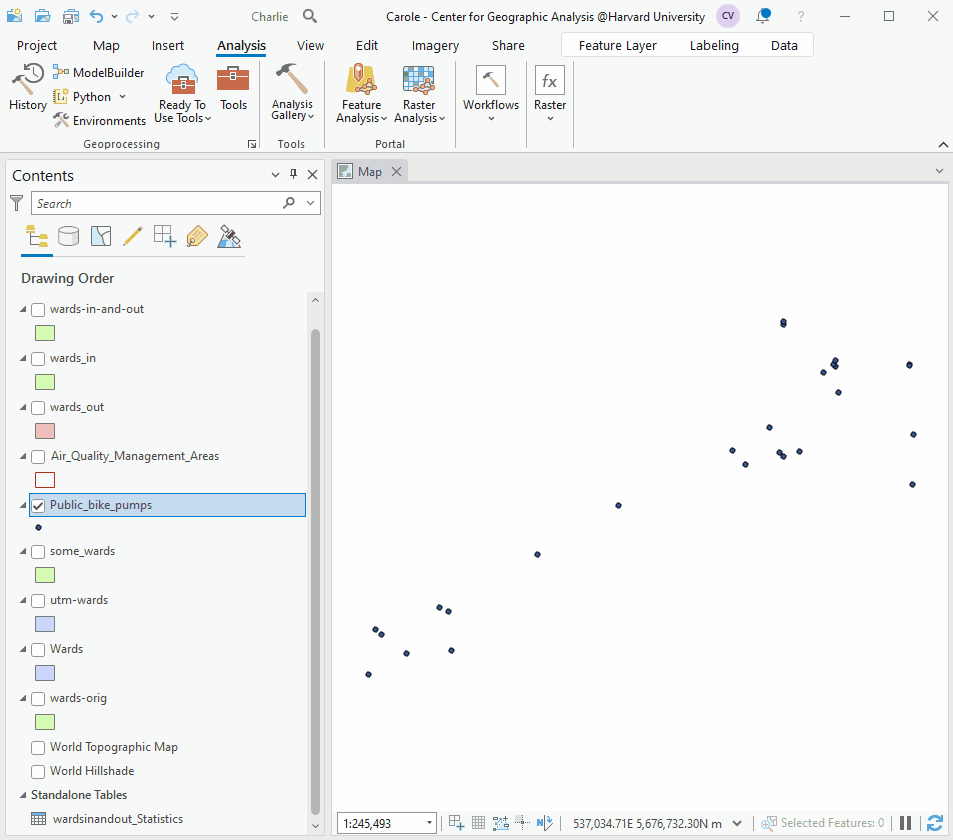 Charlie
Carole - Center for Geographic Analysis @Harvard University
CV
?
Project Map Insert Analysis View Edit Imagery Share Feature Layer Labeling Data
History
ModelBuilder
Python
Environments
Ready To Use Tools
Tools
Analysis Gallery
Feature Analysis
Raster Analysis
Workflows
fx
Raster
Geoprocessing Tools Portal
Contents
Search
Map
Drawing Order
wards-in-and-out
wards_in
wards_out
Air_Quality_Management_Areas
Public_bike_pumps
some_wards
utm-wards
Wards
wards-orig
World Topographic Map
World Hillshade
Standalone Tables
wardsinandout_Statistics
1:245,493
537,034.71E 5,676,732.30N m
Selected Features: 0